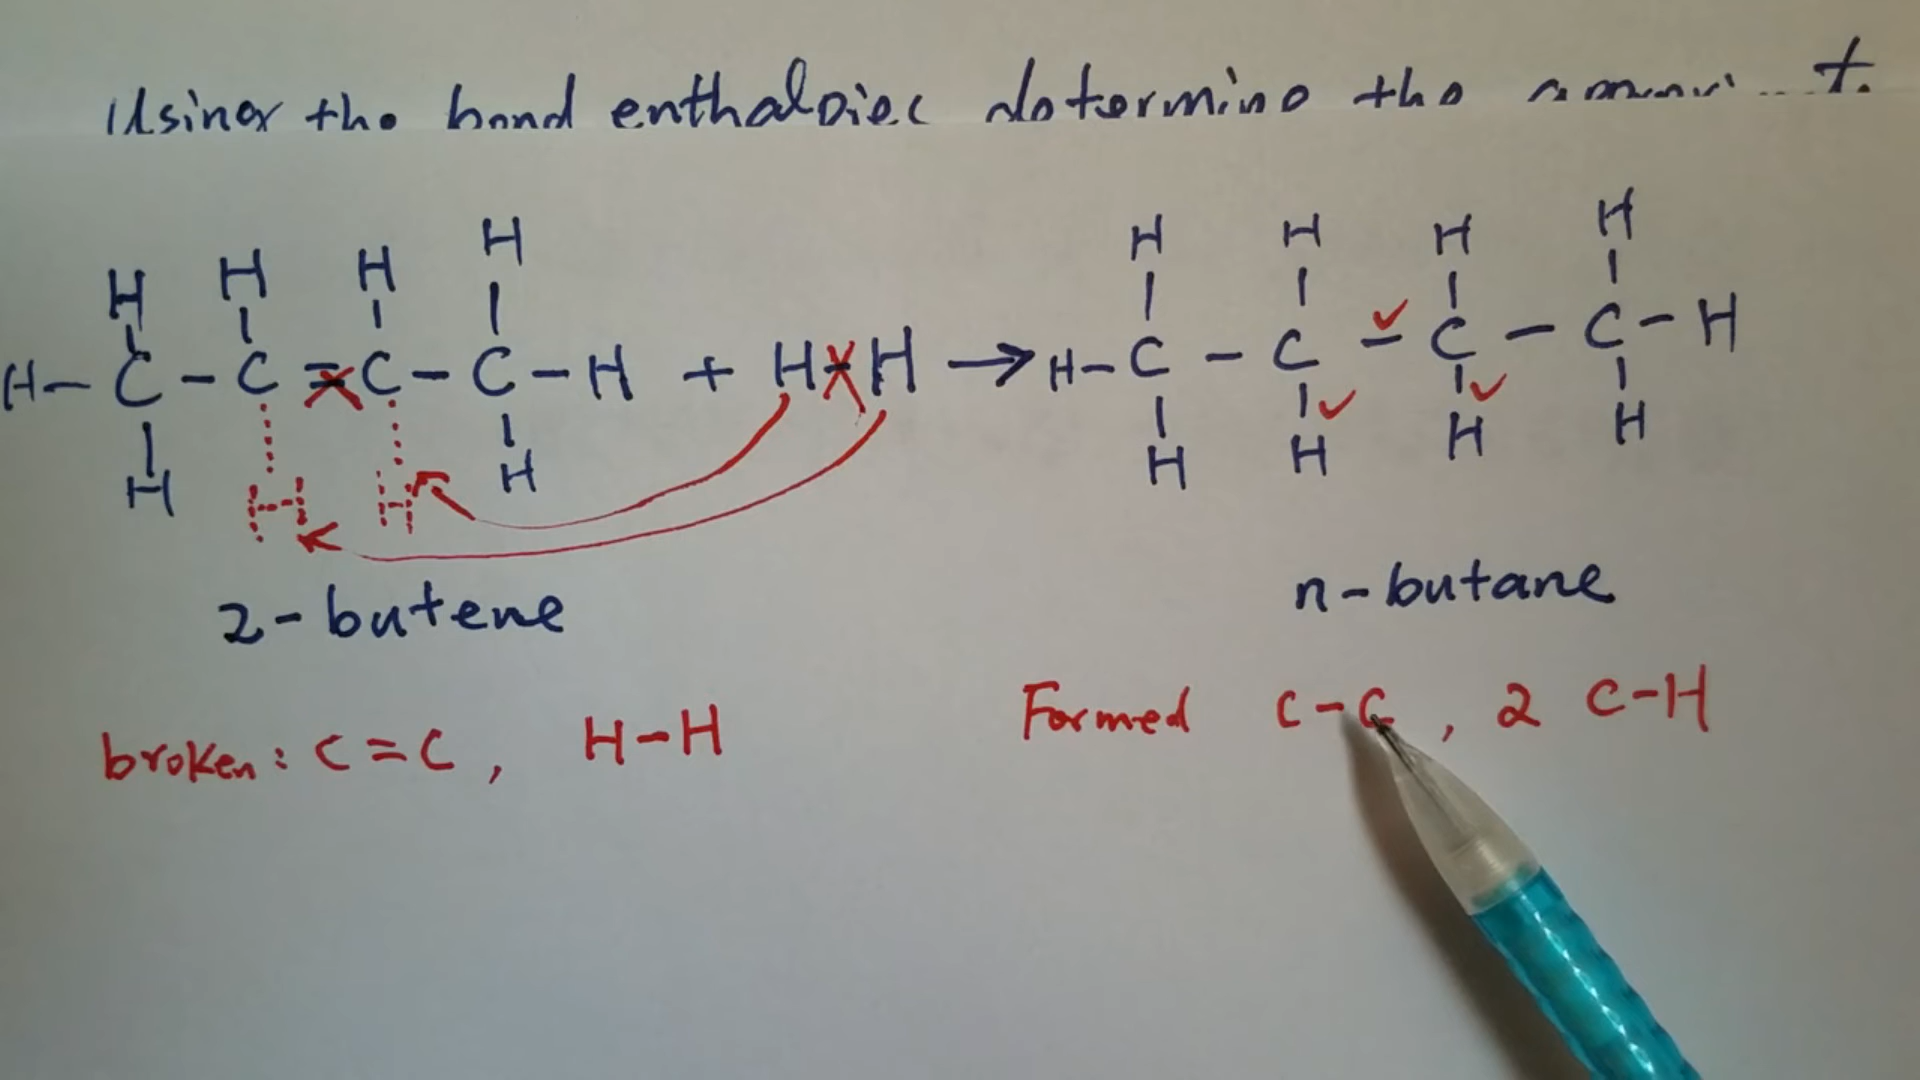 Using the bond enthalpies determine the
H H H H H H H H
H - C - C = C - C - H + H - H → H - C - C - C - C - H
H H H H H H H H
2 - butene n - butane
broken : C = C , H - H Formed C - C , 2 C - H